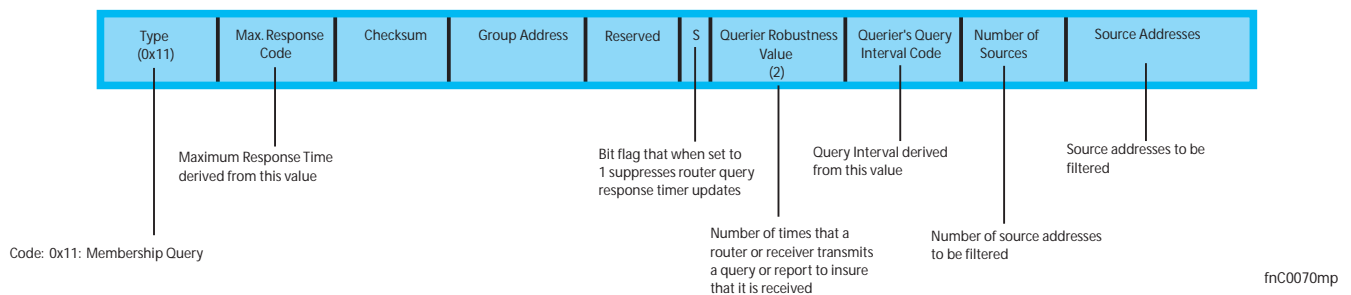 Type
(0x11)
Max. Response
Code
Checksum
Group Address
Reserved
S
Querier Robustness
Value
(2)
Querier's Query
Interval Code
Number of
Sources
Source Addresses
Maximum Response Time
derived from this value
Bit flag that when set to
1 suppresses router query
response timer updates
Query Interval derived
from this value
Source addresses to be
filtered
Code: 0x11: Membership Query
Number of times that a
router or receiver transmits
a query or report to insure
that it is received
Number of source addresses
to be filtered
fnC0070mp